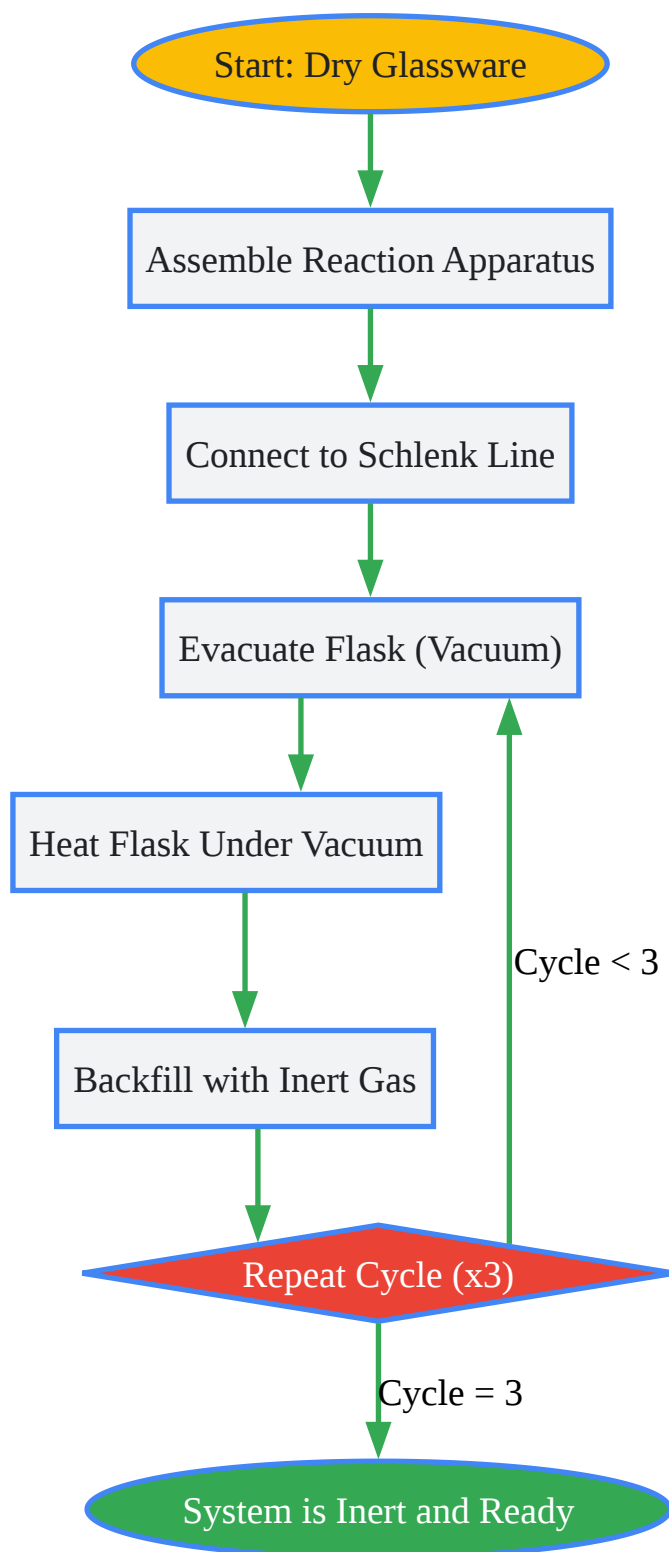 Start: Dry Glassware
Assemble Reaction Apparatus
Connect to Schlenk Line
Evacuate Flask (Vacuum)
Heat Flask Under Vacuum
Cycle < 3
Backfill with Inert Gas
Repeat Cycle (x3)
Cycle = 3
System is Inert and Ready